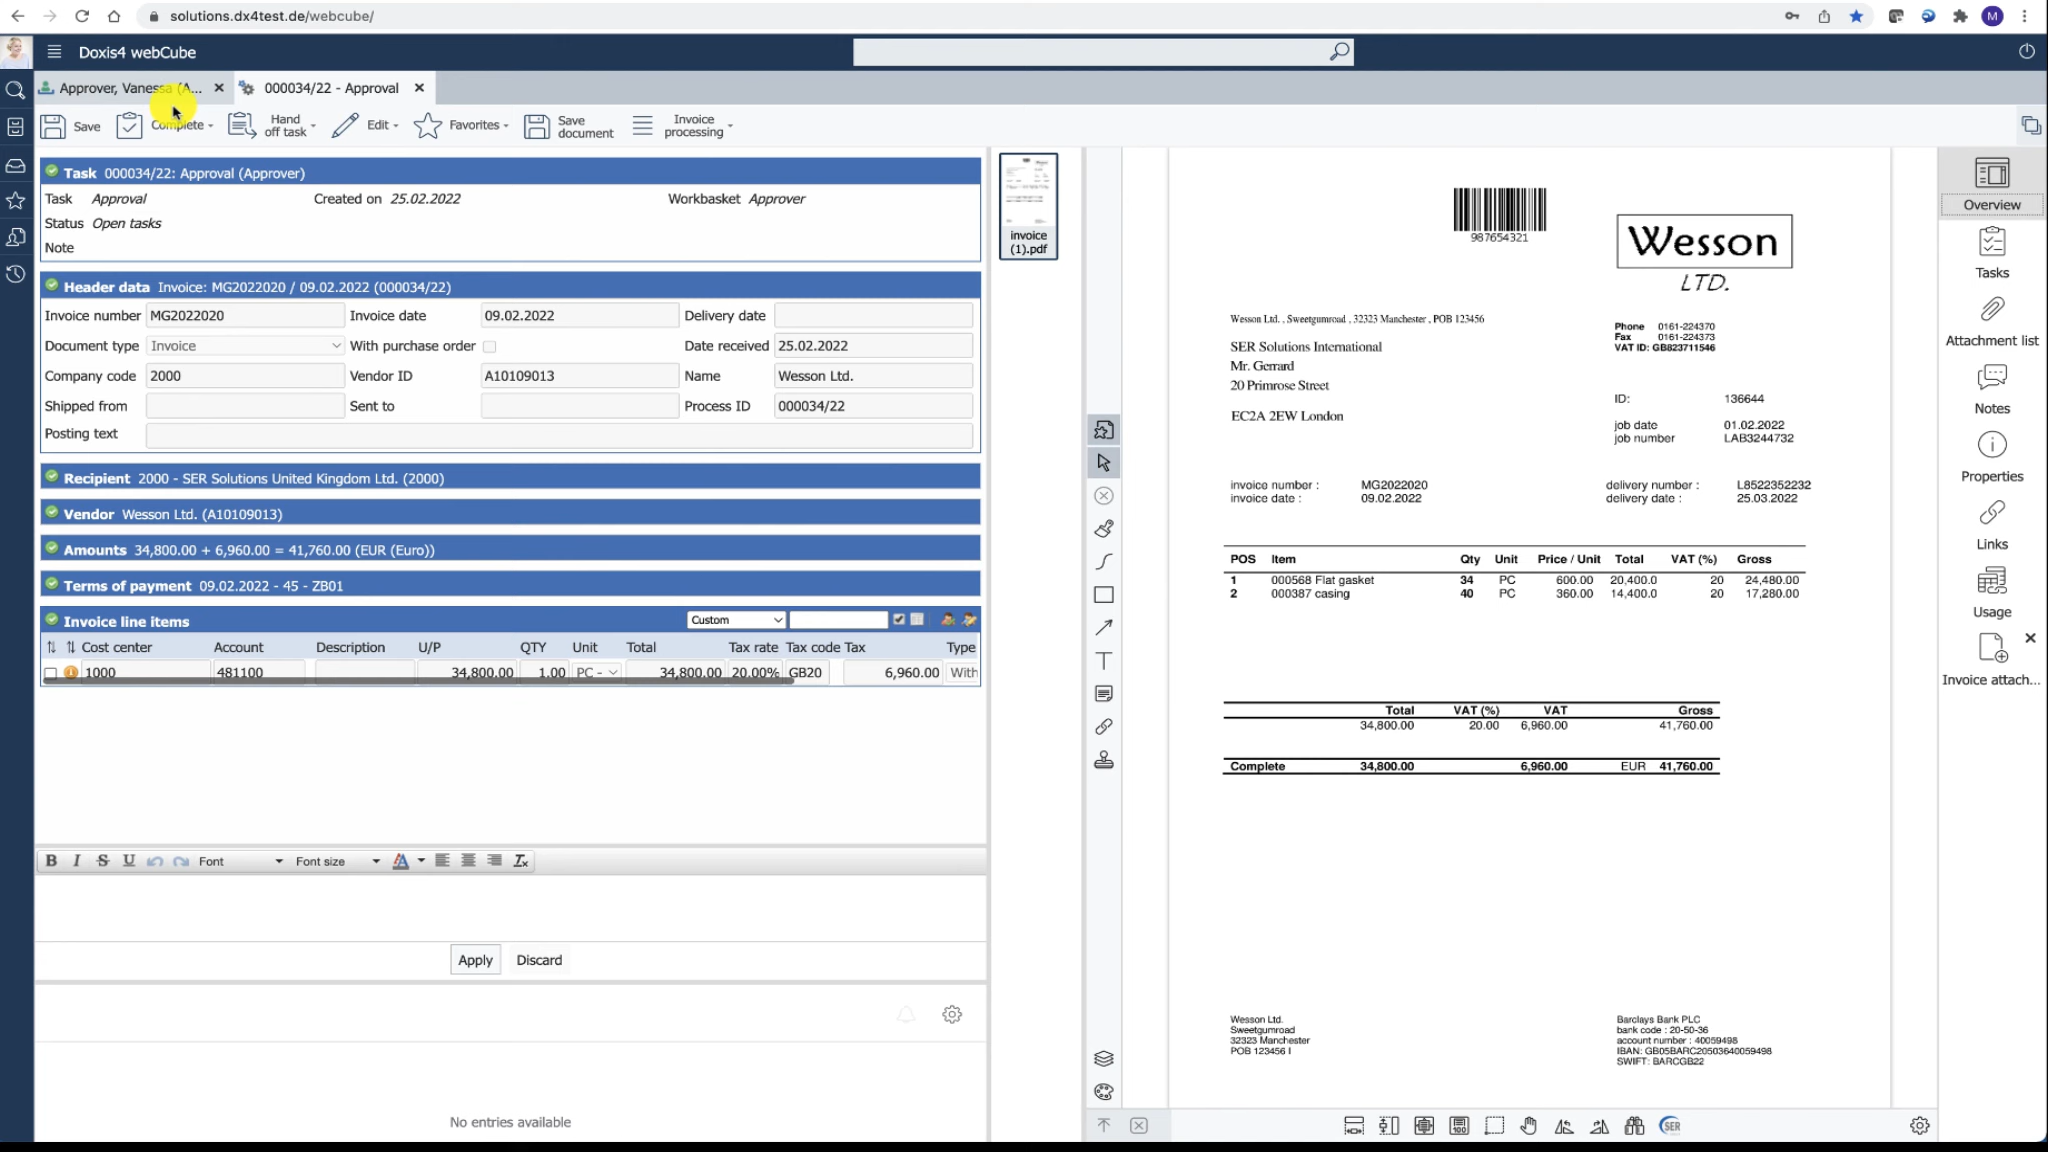 solutions.dx4test.de/webcube/
M
Doxis4 webCube
Approver, Vanessa (A...
000034/22 - Approval
Save
Complete
Hand off task
Edit
Favorites
Save document
Invoice processing
Task 000034/22: Approval (Approver)
Task Approval Created on 25.02.2022 Workbasket Approver
Status Open tasks
Note
Header data Invoice: MG2022020 / 09.02.2022 (000034/22)
Invoice number MG2022020 Invoice date 09.02.2022 Delivery date
Document type Invoice With purchase order Date received 25.02.2022
Company code 2000 Vendor ID A10109013 Name Wesson Ltd.
Shipped from Sent to Process ID 000034/22
Posting text
Recipient 2000 - SER Solutions United Kingdom Ltd. (2000)
Vendor Wesson Ltd. (A10109013)
Amounts 34,800.00 + 6,960.00 = 41,760.00 (EUR (Euro))
Terms of payment 09.02.2022 - 45 - ZB01
Invoice line items Custom
Cost center Account Description U/P QTY Unit Total Tax rate Tax code Tax Type
1000 481100 34,800.00 1.00 PC - 34,800.00 20.00% GB20 6,960.00 With
B I S U Font Font size
Apply Discard
No entries available
invoice
(1).pdf
987654321
Wesson
LTD.
Wesson Ltd. , Sweetgumroad , 32323 Manchester , POB 123456
SER Solutions International
Mr. Gerrard
20 Primrose Street
EC2A 2EW London
Phone 0161-224370
Fax 0161-224373
VAT ID: GB823711546
ID: 136644
job date 01.02.2022
job number LAB3244732
invoice number : MG2022020 delivery number : L8522352232
invoice date : 09.02.2022 delivery date : 25.03.2022
POS Item Qty Unit Price / Unit Total VAT (%) Gross
1 000568 Flat gasket 34 PC 600.00 20,400.0 20 24,480.00
2 000387 casing 40 PC 360.00 14,400.0 20 17,280.00
Total VAT (%) VAT Gross
34,800.00 20.00 6,960.00 41,760.00
Complete 34,800.00 6,960.00 EUR 41,760.00
Wesson Ltd.
Sweetgumroad
32323 Manchester
POB 123456 I
Barclays Bank PLC
bank code : 20-50-36
account number : 40059498
IBAN: GB05BARC20503640059498
SWIFT: BARCGB22
100
SER
Overview
Tasks
Attachment list
Notes
Properties
Links
Usage
Invoice attach...